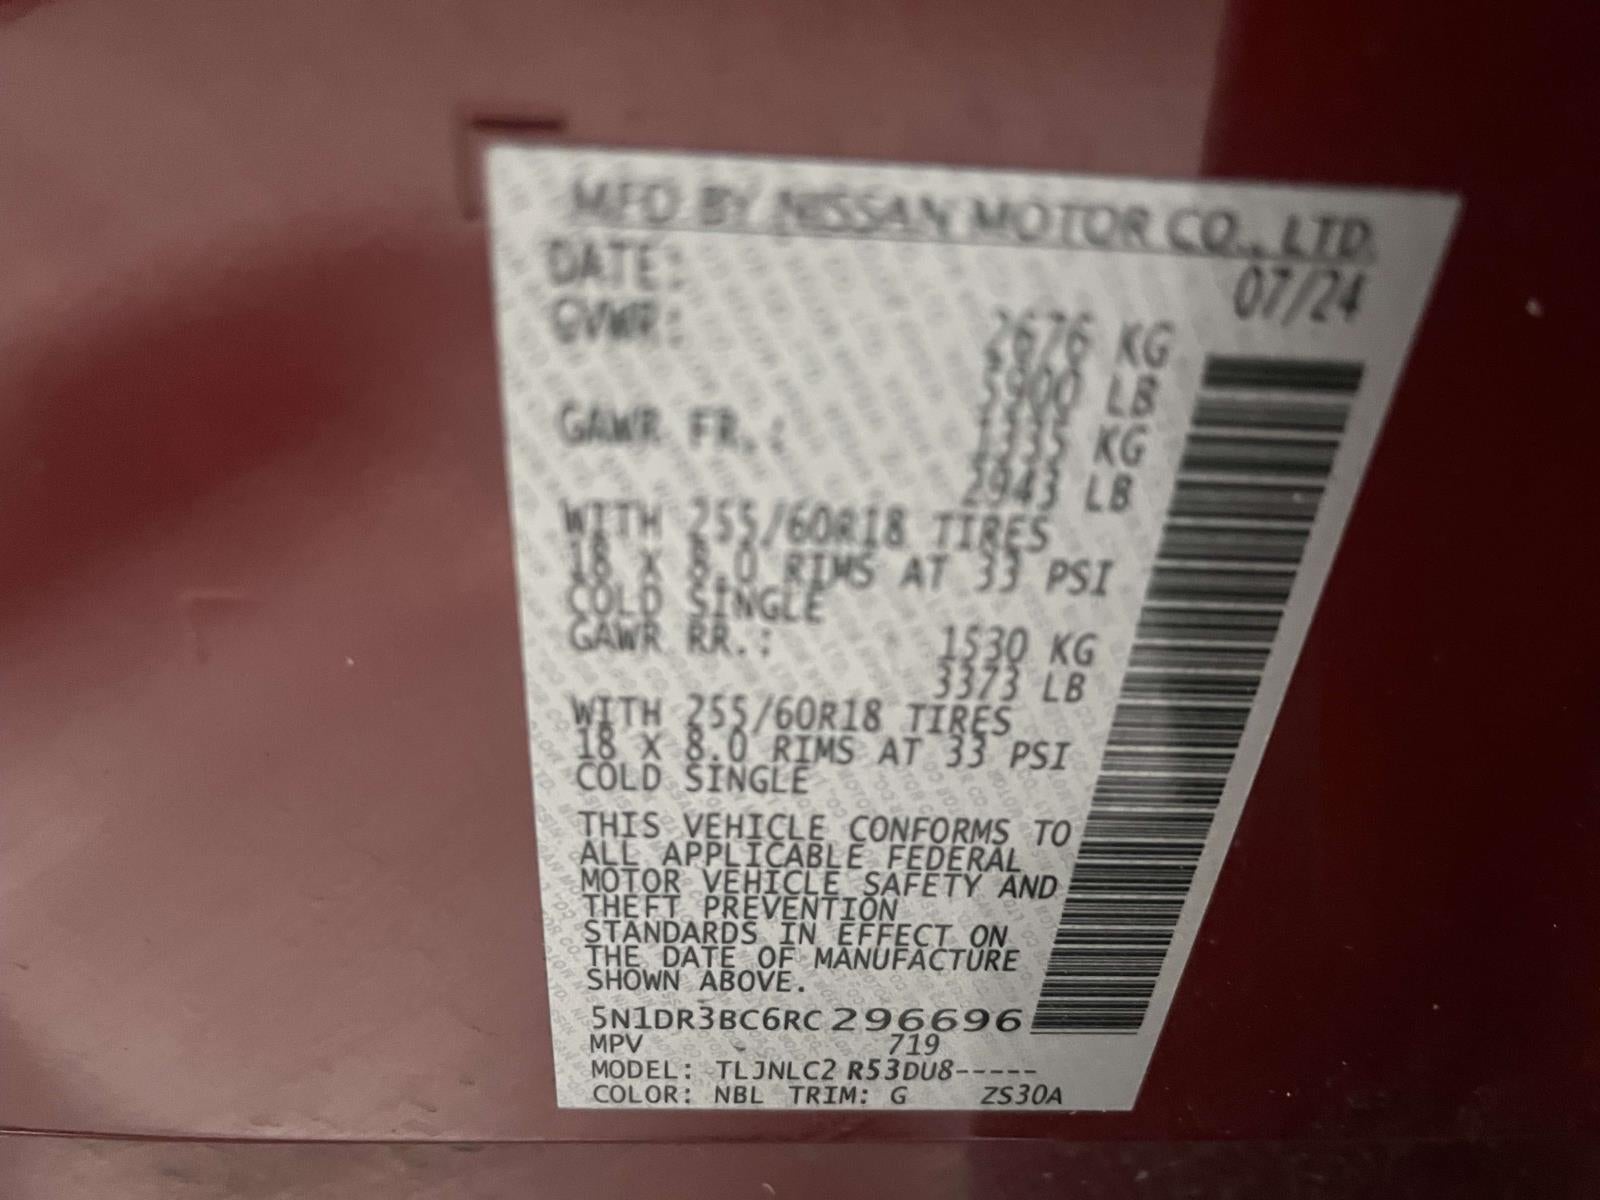 MFD BY NISSAN MOTOR CO., LTD.
DATE: 07/24
GVWR: 2676 KG
5900 LB
GAWR FR.: 1335 KG
2943 LB
WITH 255/60R18 TIRES
18 X 8.0 RIMS AT 33 PSI
COLD SINGLE
GAWR RR.: 1530 KG
3373 LB
WITH 255/60R18 TIRES
18 X 8.0 RIMS AT 33 PSI
COLD SINGLE
THIS VEHICLE CONFORMS TO
ALL APPLICABLE FEDERAL
MOTOR VEHICLE SAFETY AND
THEFT PREVENTION
STANDARDS IN EFFECT ON
THE DATE OF MANUFACTURE
SHOWN ABOVE.
5N1DR3BC6RC296696
MPV 719
MODEL: TLJNLC2 R53DU8-----
COLOR: NBL TRIM: G ZS30A